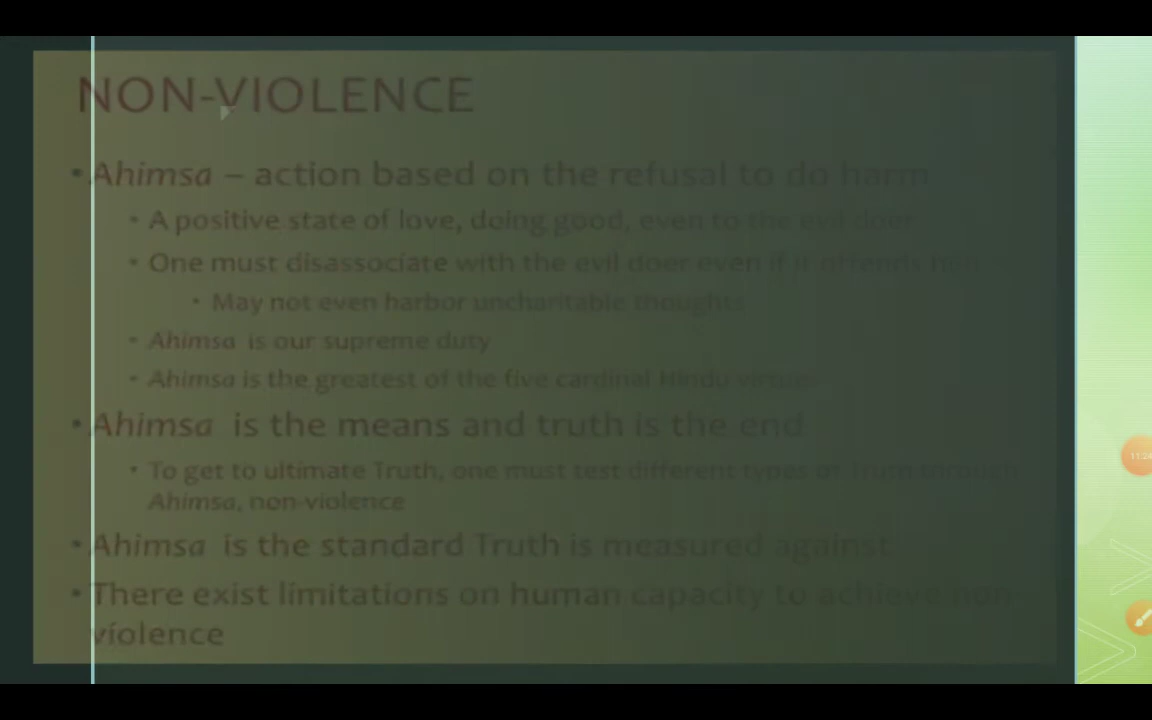 NON-VIOLENCE
• Ahimsa – action based on the refusal to do harm
• A positive state of love, doing good, even to the evil doer
• One must disassociate with the evil doer even if it offends
• May not even harbor uncharitable thoughts
• Ahimsa is our supreme duty
• Ahimsa is the greatest of the five cardinal Hindu virtues
• Ahimsa is the means and truth is the end
• To get to ultimate Truth, one must test different types of Truth through
Ahimsa, non-violence
• Ahimsa is the standard Truth is measured against
• There exist limitations on human capacity to achieve non-
violence